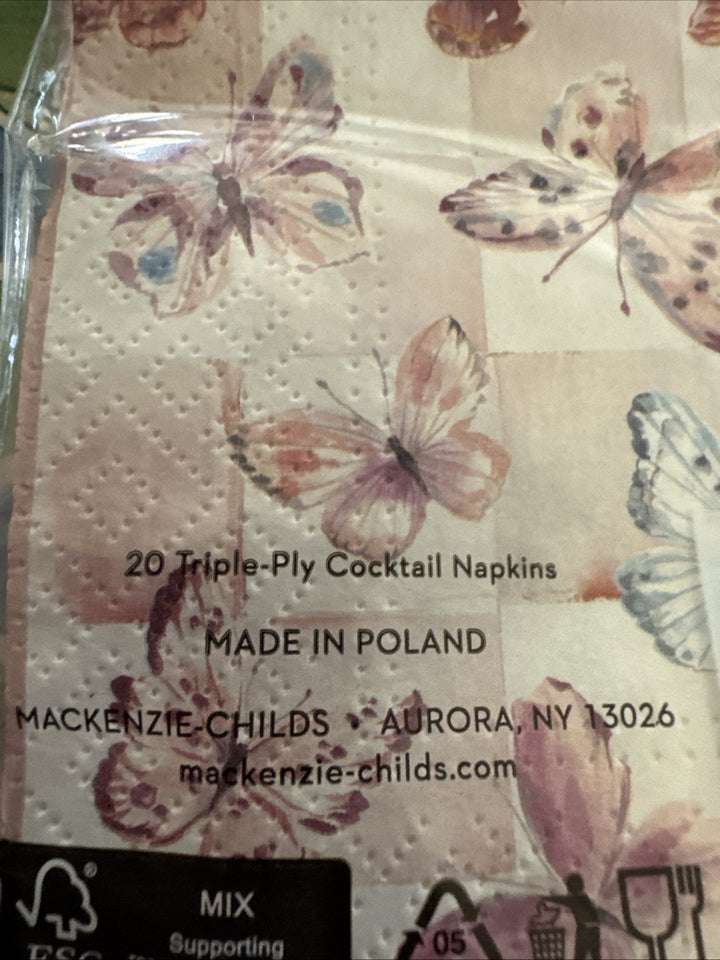 20 Triple-Ply Cocktail Napkins
MADE IN POLAND
MACKENZIE-CHILDS • AURORA, NY 13026
mackenzie-childs.com
®
MIX
Supporting
FSC
05